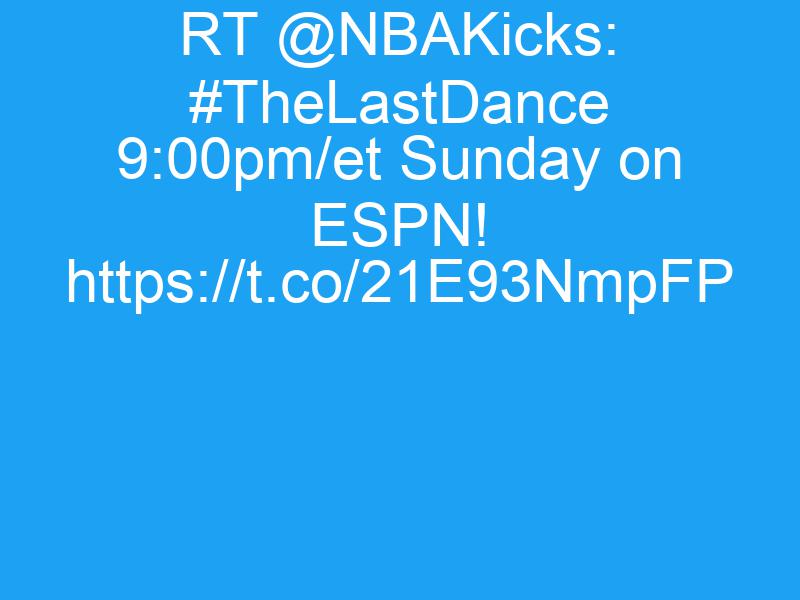 RT @NBAKicks:
#TheLastDance
9:00pm/et Sunday on
ESPN!
https://t.co/21E93NmpFP